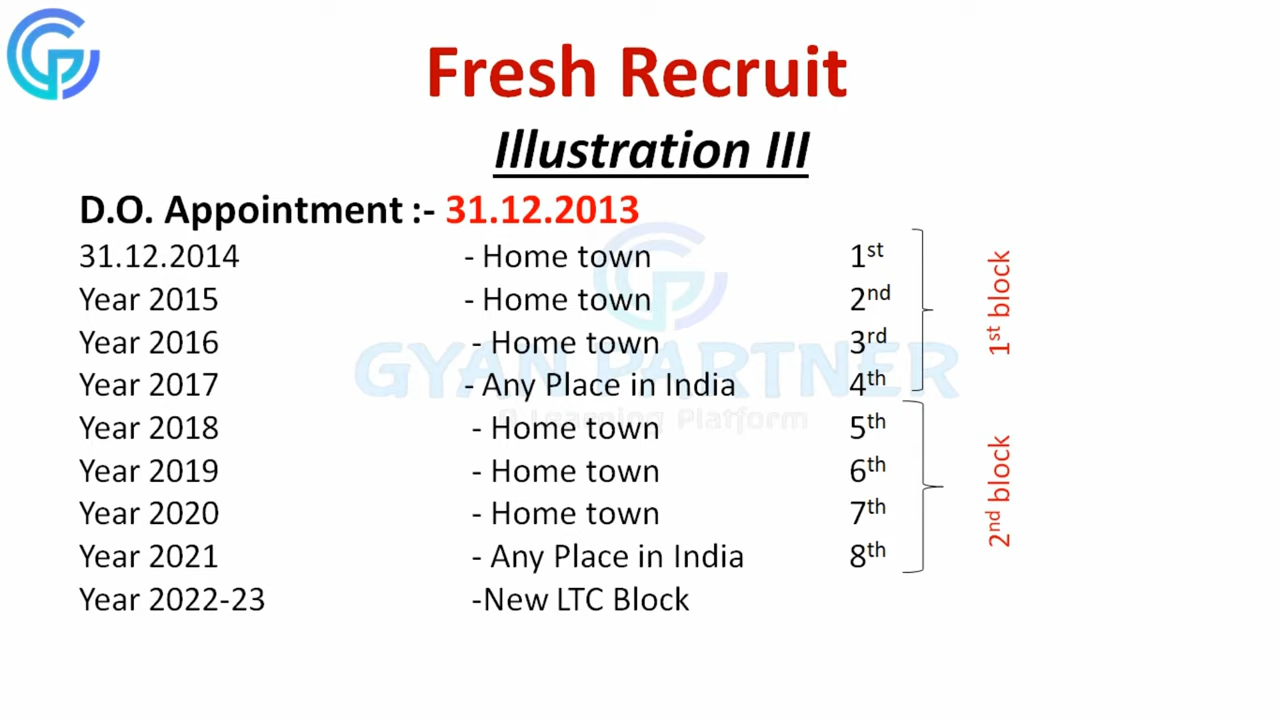 Fresh Recruit
Illustration III
D.O. Appointment :- 31.12.2013
31.12.2014 - Home town 1st
Year 2015 - Home town 2nd
Year 2016 - Home town 3rd
Year 2017 - Any Place in India 4th
1st block
Year 2018 - Home town 5th
Year 2019 - Home town 6th
Year 2020 - Home town 7th
Year 2021 - Any Place in India 8th
2nd block
Year 2022-23 -New LTC Block
GYAN PARTNER
A Learning Platform